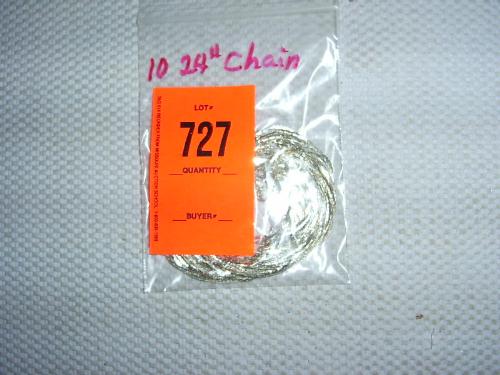 10 24" Chain
LOT#
727
QUANTITY
BUYER#